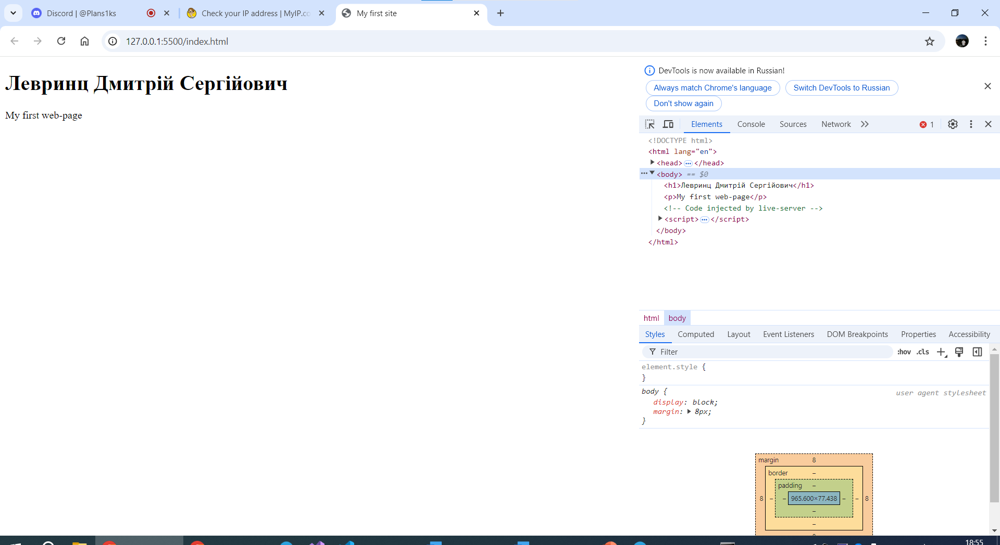 Discord | @Plans1ks
Check your IP address | MyIP.co
My first site
127.0.0.1:5500/index.html
Левринц Дмитрій Сергійович
My first web-page
DevTools is now available in Russian!
Always match Chrome's language
Switch DevTools to Russian
Don't show again
Elements Console Sources Network 1
<!DOCTYPE html>
<html lang="en">
<head> ••• </head>
••• <body> == $0
<h1>Левринц Дмитрій Сергійович</h1>
<p>My first web-page</p>
<!-- Code injected by live-server -->
<script> ••• </script>
</body>
</html>
html body
Styles Computed Layout Event Listeners DOM Breakpoints Properties Accessibility
Filter :hov .cls
element.style {
}
body { user agent stylesheet
display: block;
margin: 8px;
}
margin 8
border –
padding –
8 – – 965.600×77.438 – – 8
–
–
18:55